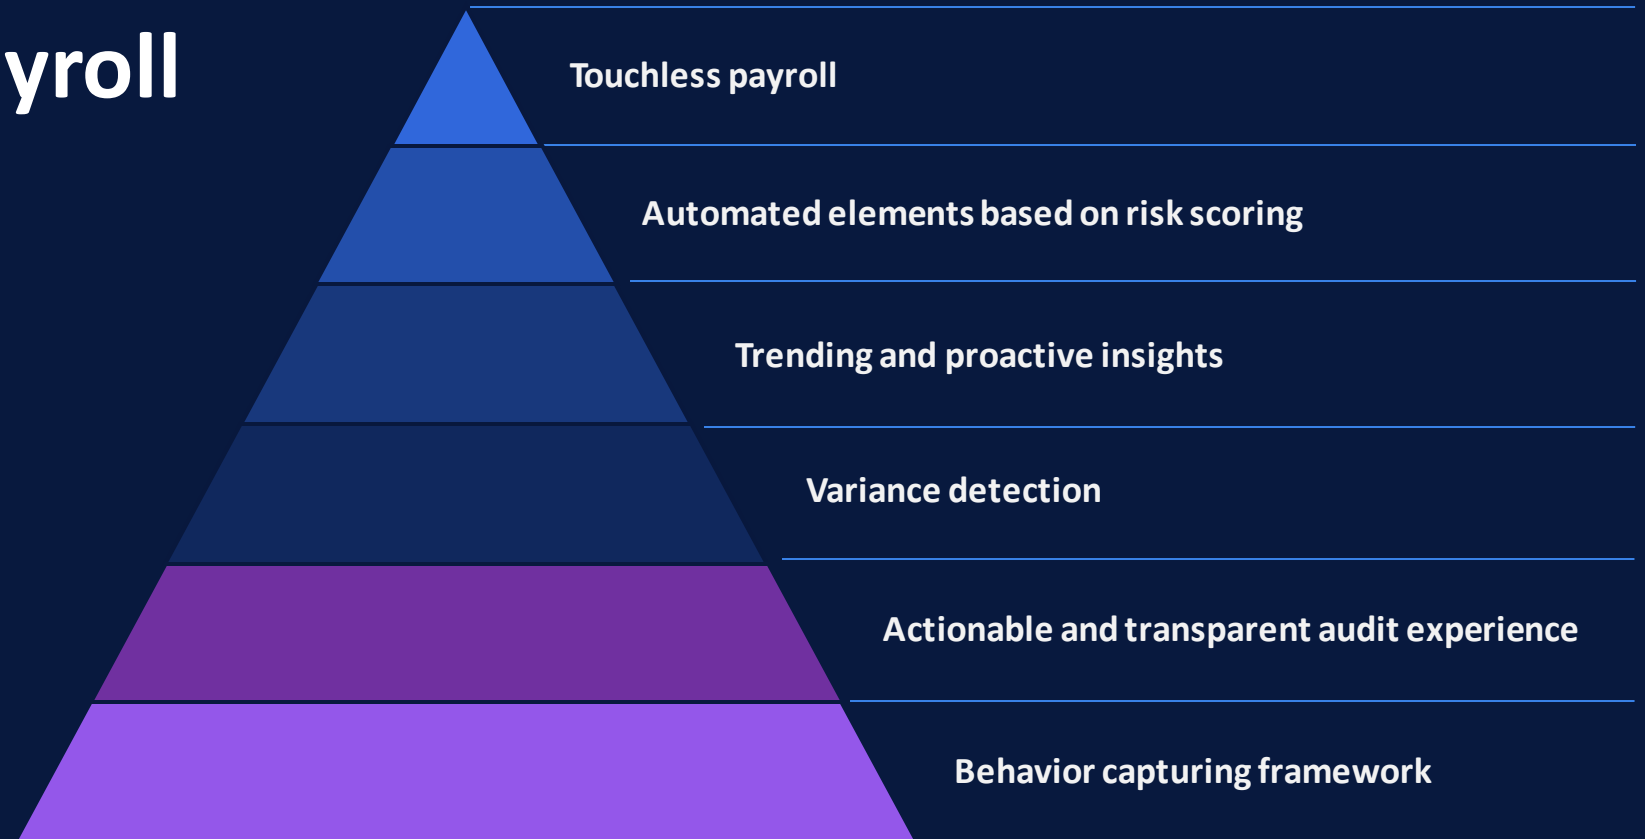 yroll
Touchless payroll
Automated elements based on risk scoring
Trending and proactive insights
Variance detection
Actionable and transparent audit experience
Behavior capturing framework